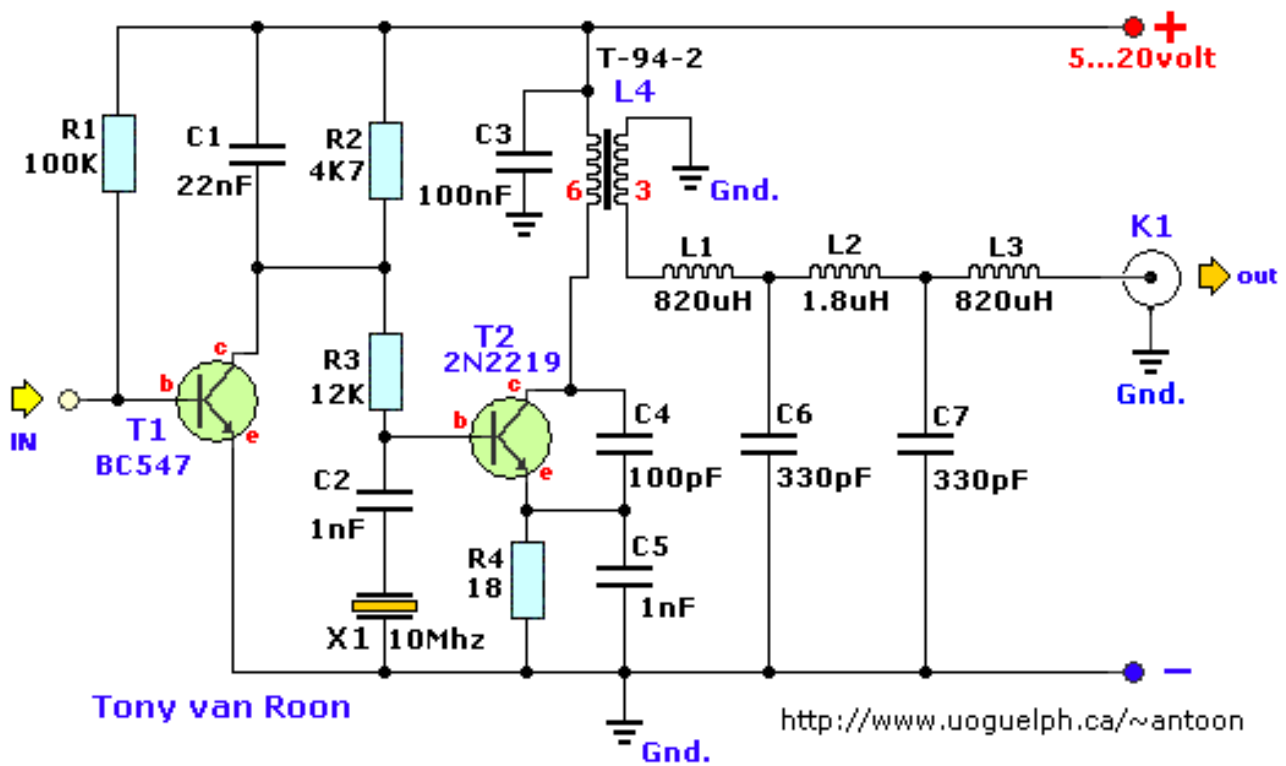 +
5...20volt
T-94-2
L4
R1
100K
C1
22nF
R2
4K7
C3
100nF
6
3
Gnd.
L1
820uH
L2
1.8uH
L3
820uH
K1
out
Gnd.
c
b
e
IN
T1
BC547
R3
12K
T2
2N2219
c
b
e
C4
100pF
C6
330pF
C7
330pF
C2
1nF
R4
18
C5
1nF
X1
10Mhz
−
Tony van Roon
Gnd.
http://www.uoguelph.ca/~antoon